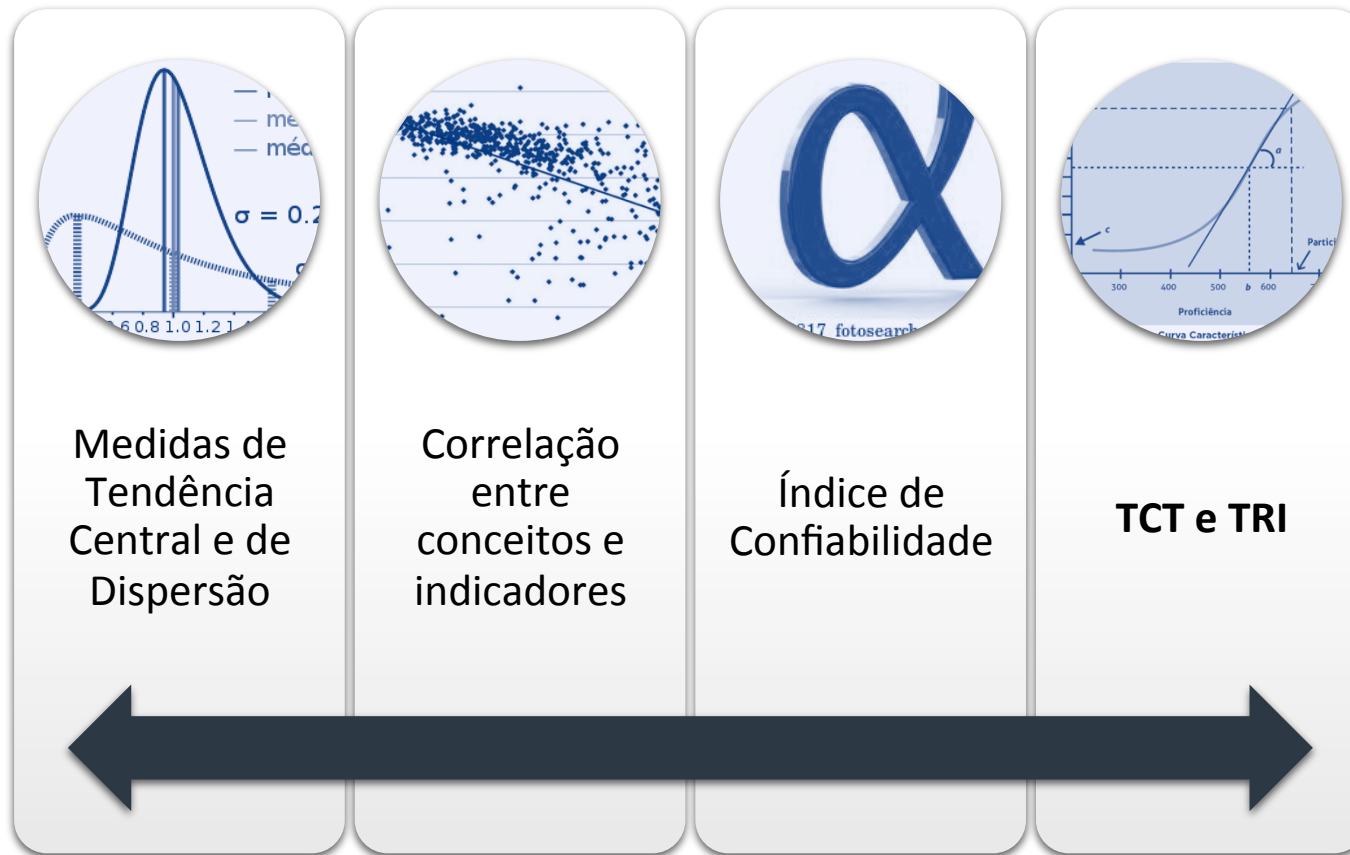 σ = 0.2
0.8 1.0 1.2
fotosearch
a
c
300 400 500 b 600
Proficiência
Medidas de
Tendência
Central e de
Dispersão
Correlação
entre
conceitos e
indicadores
Índice de
Confiabilidade
TCT e TRI